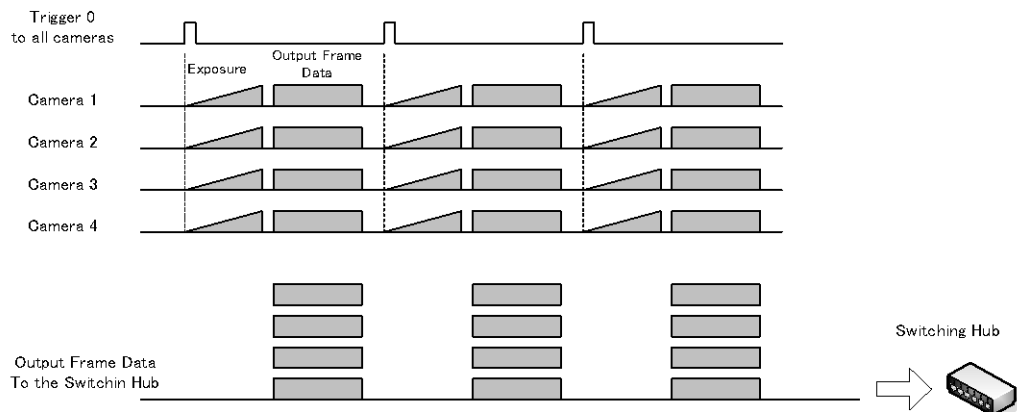 Trigger 0
to all cameras
Exposure
Output Frame
Data
Camera 1
Camera 2
Camera 3
Camera 4
Switching Hub
Output Frame Data
To the Switchin Hub